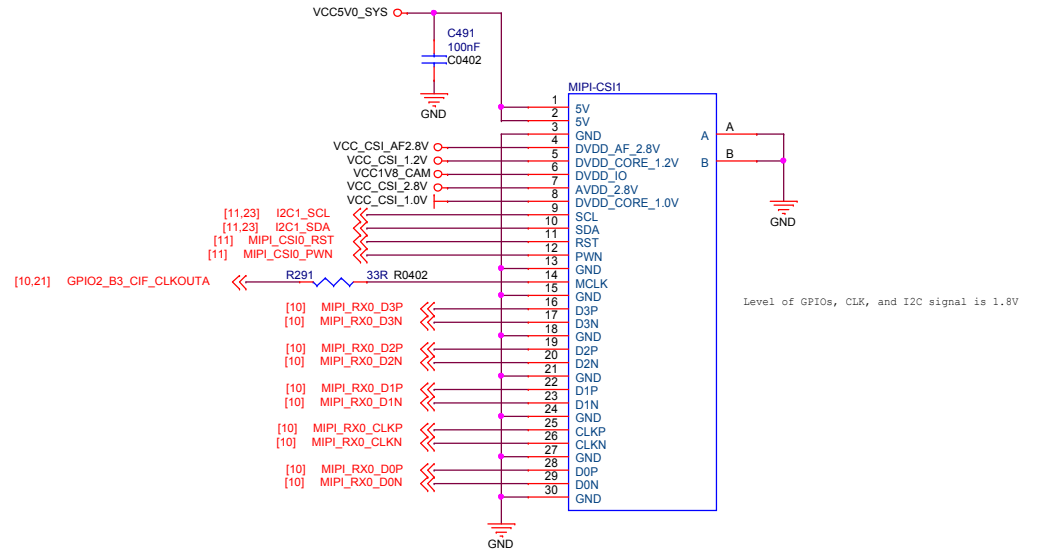 VCC5V0_SYS
C491
100nF
C0402
GND
MIPI-CSI1
1 5V
2 5V
3 GND
VCC_CSI_AF2.8V 4 DVDD_AF_2.8V
VCC_CSI_1.2V 5 DVDD_CORE_1.2V
VCC1V8_CAM 6 DVDD_IO
VCC_CSI_2.8V 7 AVDD_2.8V
VCC_CSI_1.0V 8 DVDD_CORE_1.0V
[11,23] I2C1_SCL 9 SCL
[11,23] I2C1_SDA 10 SDA
[11] MIPI_CSI0_RST 11 RST
[11] MIPI_CSI0_PWN 12 PWN
13 GND
[10,21] GPIO2_B3_CIF_CLKOUTA R291 33R R0402 14 MCLK
15 GND
[10] MIPI_RX0_D3P 16 D3P
[10] MIPI_RX0_D3N 17 D3N
18 GND
[10] MIPI_RX0_D2P 19 D2P
[10] MIPI_RX0_D2N 20 D2N
21 GND
[10] MIPI_RX0_D1P 22 D1P
[10] MIPI_RX0_D1N 23 D1N
24 GND
[10] MIPI_RX0_CLKP 25 CLKP
[10] MIPI_RX0_CLKN 26 CLKN
27 GND
[10] MIPI_RX0_D0P 28 D0P
[10] MIPI_RX0_D0N 29 D0N
30 GND
GND
A A
B B
GND
Level of GPIOs, CLK, and I2C signal is 1.8V